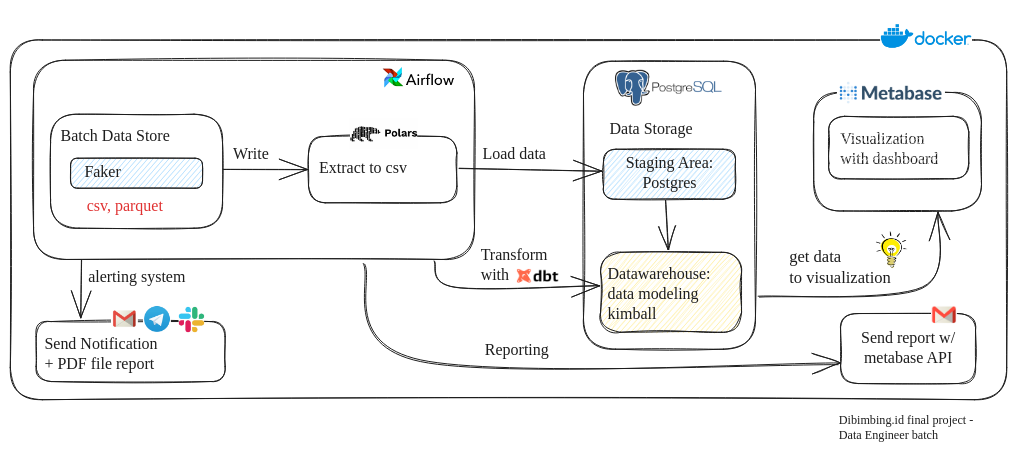 docker
Airflow
Batch Data Store
Faker
csv, parquet
Write
Polars
Extract to csv
Load data
PostgreSQL
Data Storage
Staging Area:
Postgres
Metabase
Visualization
with dashboard
alerting system
Transform
with dbt
Datawarehouse:
data modeling
kimball
get data
to visualization
Send Notification
+ PDF file report
Reporting
Send report w/
metabase API
Dibimbing.id final project -
Data Engineer batch